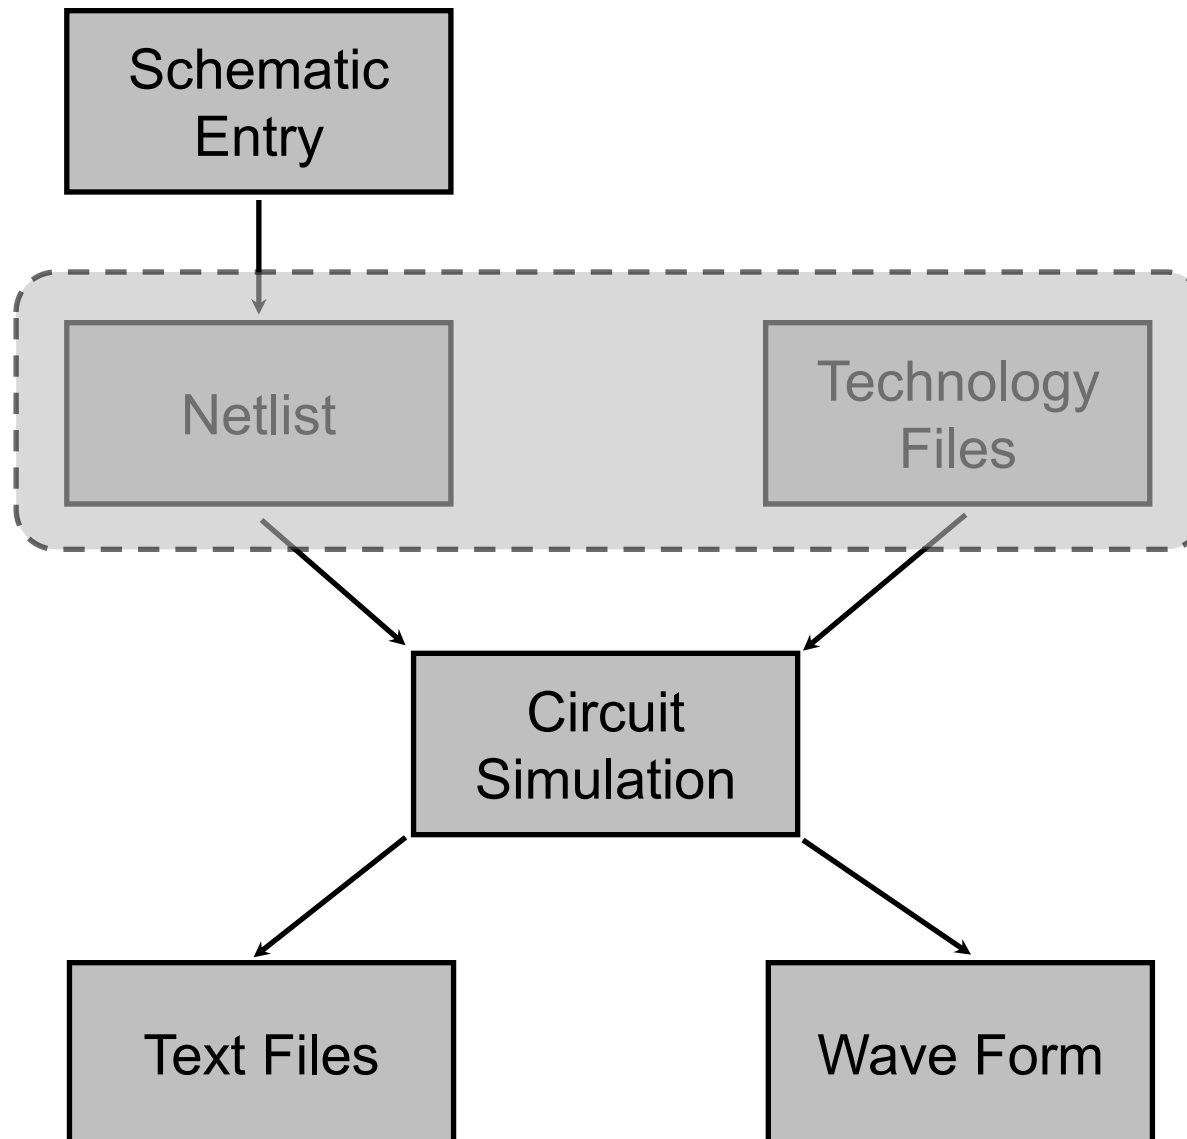 Schematic
Entry
Netlist
Technology
Files
Circuit
Simulation
Text Files
Wave Form